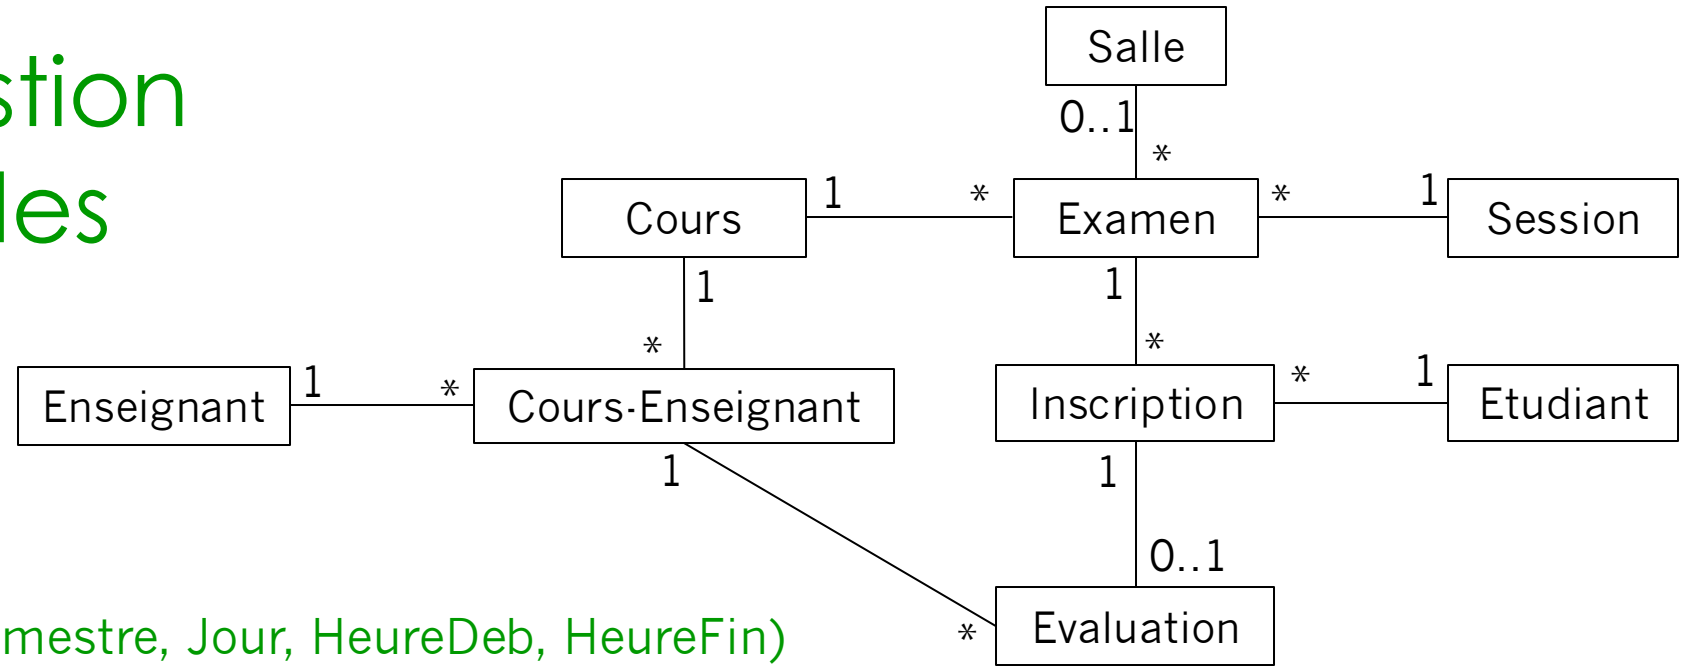 Salle
stion
0..1
*
les
1
*
*
1
Cours
Examen
Session
1
1
*
*
1
*
*
1
Enseignant
Cours-Enseignant
Inscription
Etudiant
1
1
0..1
mestre, Jour, HeureDeb, HeureFin)
*
Evaluation